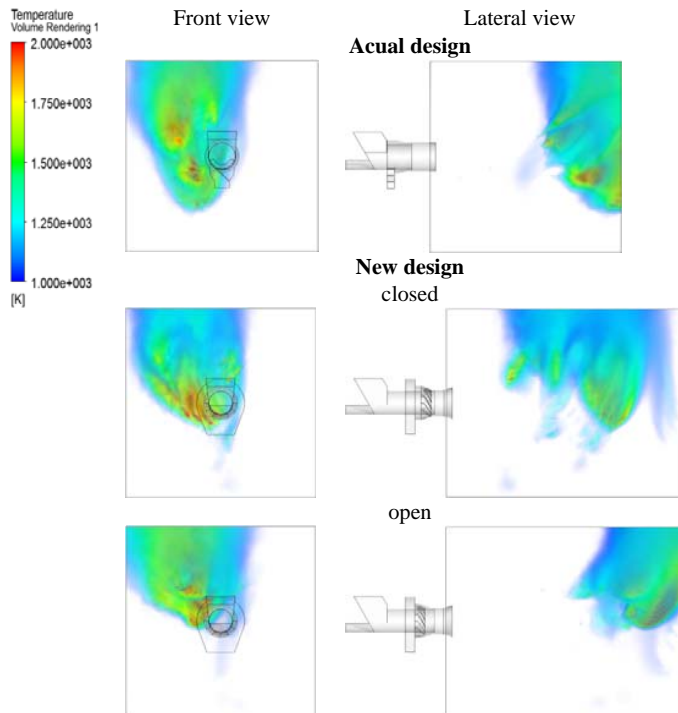 Temperature
Volume Rendering 1
2.000e+003
1.750e+003
1.500e+003
1.250e+003
1.000e+003
[K]
Front view
Lateral view
Acual design
New design
closed
open